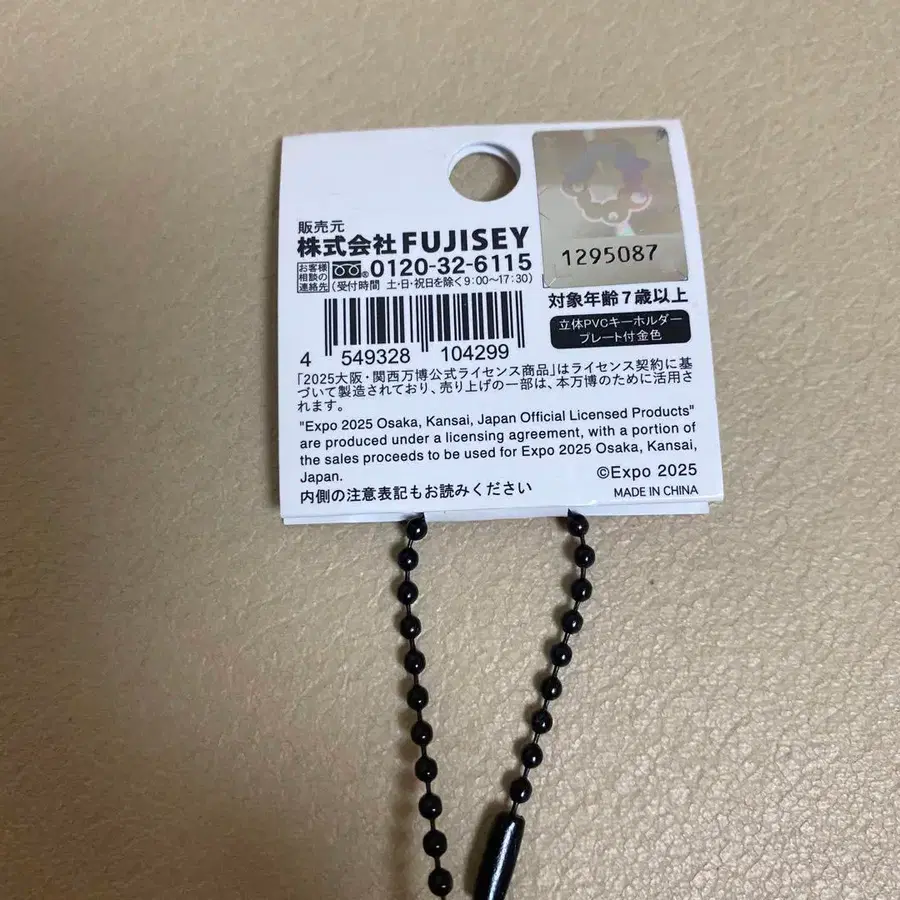 販売元
株式会社FUJISEY
お客様
相談の
連絡先
®0120-32-6115
(受付時間 土・日・祝日を除く9:00〜17:30)
1295087
対象年齢7歳以上
立体PVCキーホルダー
プレート付金色
4 549328 104299
「2025大阪・関西万博公式ライセンス商品」はライセンス契約に基
づいて製造されており、売り上げの一部は、本万博のために活用さ
れます。
"Expo 2025 Osaka, Kansai, Japan Official Licensed Products"
are produced under a licensing agreement, with a portion of
the sales proceeds to be used for Expo 2025 Osaka, Kansai,
Japan.
©Expo 2025
内側の注意表記もお読みください
MADE IN CHINA